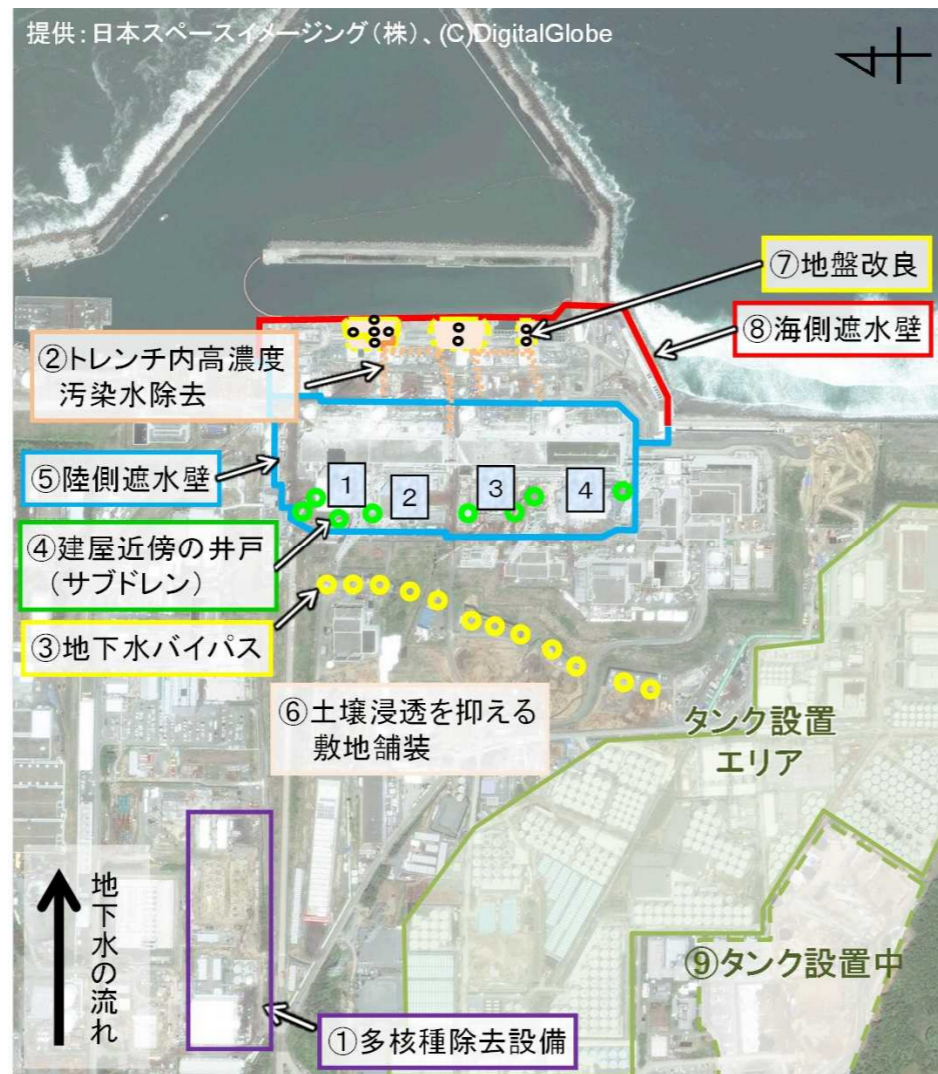 提供:日本スペースイメージング(株)、(C)DigitalGlobe
⑦地盤改良
⑧海側遮水壁
②トレンチ内高濃度
汚染水除去
⑤陸側遮水壁
1
2
3
4
④建屋近傍の井戸
(サブドレン)
③地下水バイパス
⑥土壌浸透を抑える
敷地舗装
タンク設置
エリア
地下水の流れ
⑨タンク設置中
①多核種除去設備